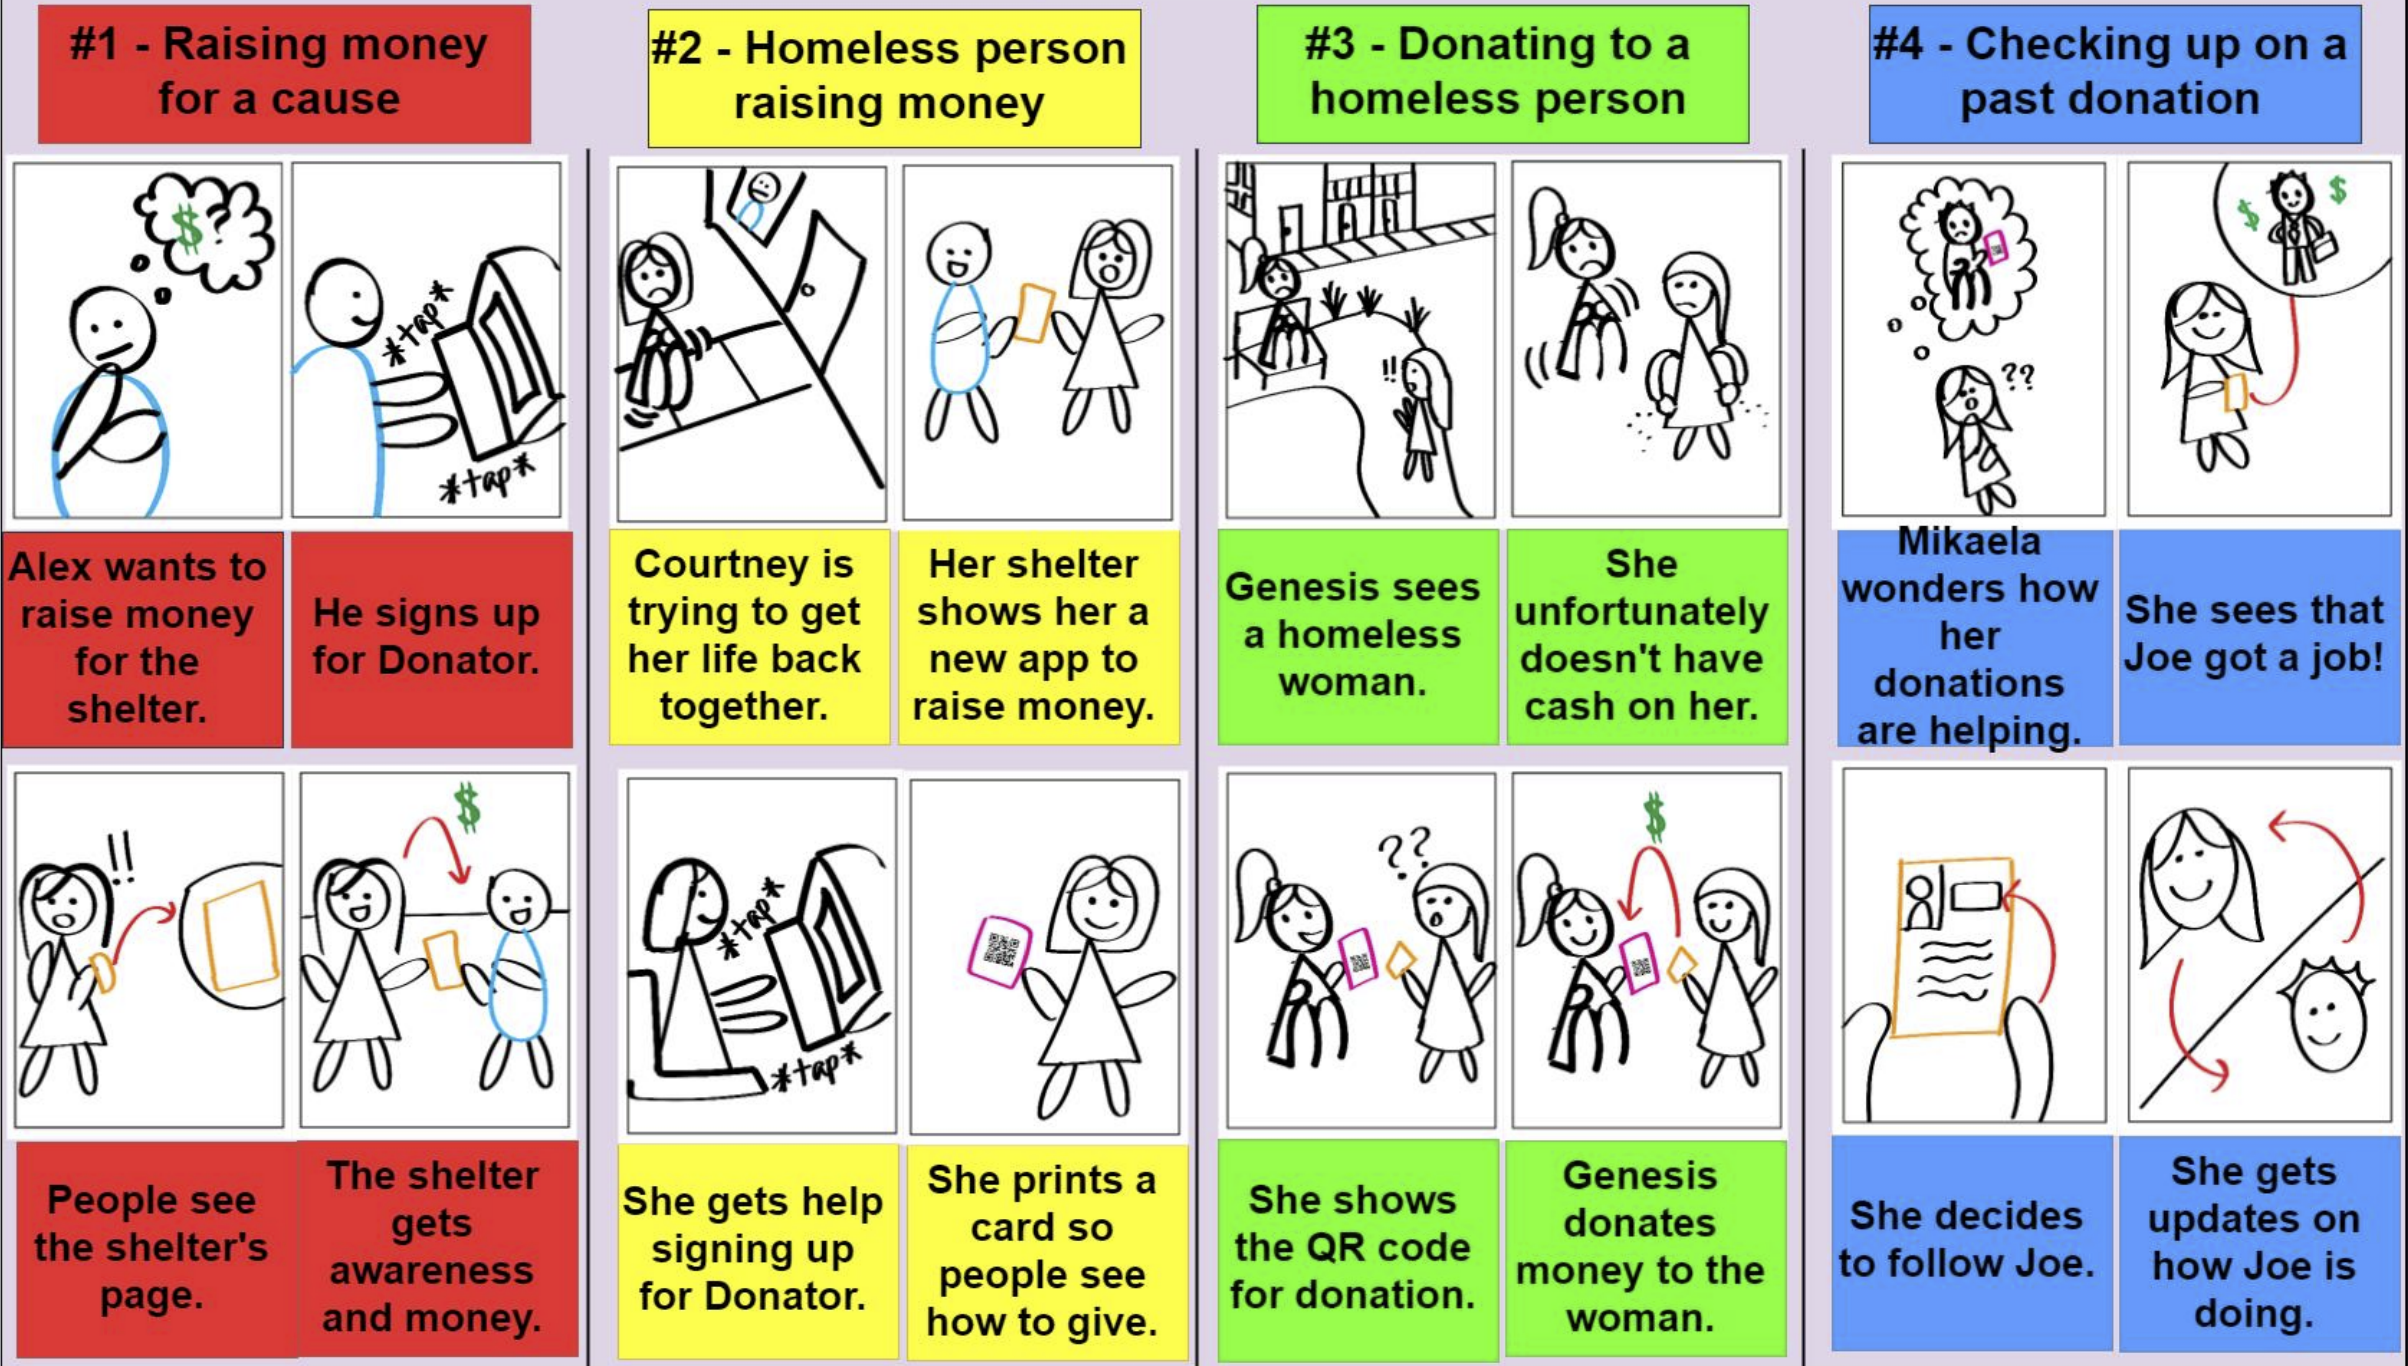 #1 - Raising money
for a cause
$?
*tap*
*tap*
Alex wants to
raise money
for the
shelter.
He signs up
for Donator.
!!
$
People see
the shelter's
page.
The shelter
gets
awareness
and money.
#2 - Homeless person
raising money
Courtney is
trying to get
her life back
together.
Her shelter
shows her a
new app to
raise money.
*tap*
*tap*
She gets help
signing up
for Donator.
She prints a
card so
people see
how to give.
#3 - Donating to a
homeless person
!!
Genesis sees
a homeless
woman.
She
unfortunately
doesn't have
cash on her.
??
$
She shows
the QR code
for donation.
Genesis
donates
money to the
woman.
#4 - Checking up on a
past donation
??
$ $
Mikaela
wonders how
her
donations
are helping.
She sees that
Joe got a job!
She decides
to follow Joe.
She gets
updates on
how Joe is
doing.